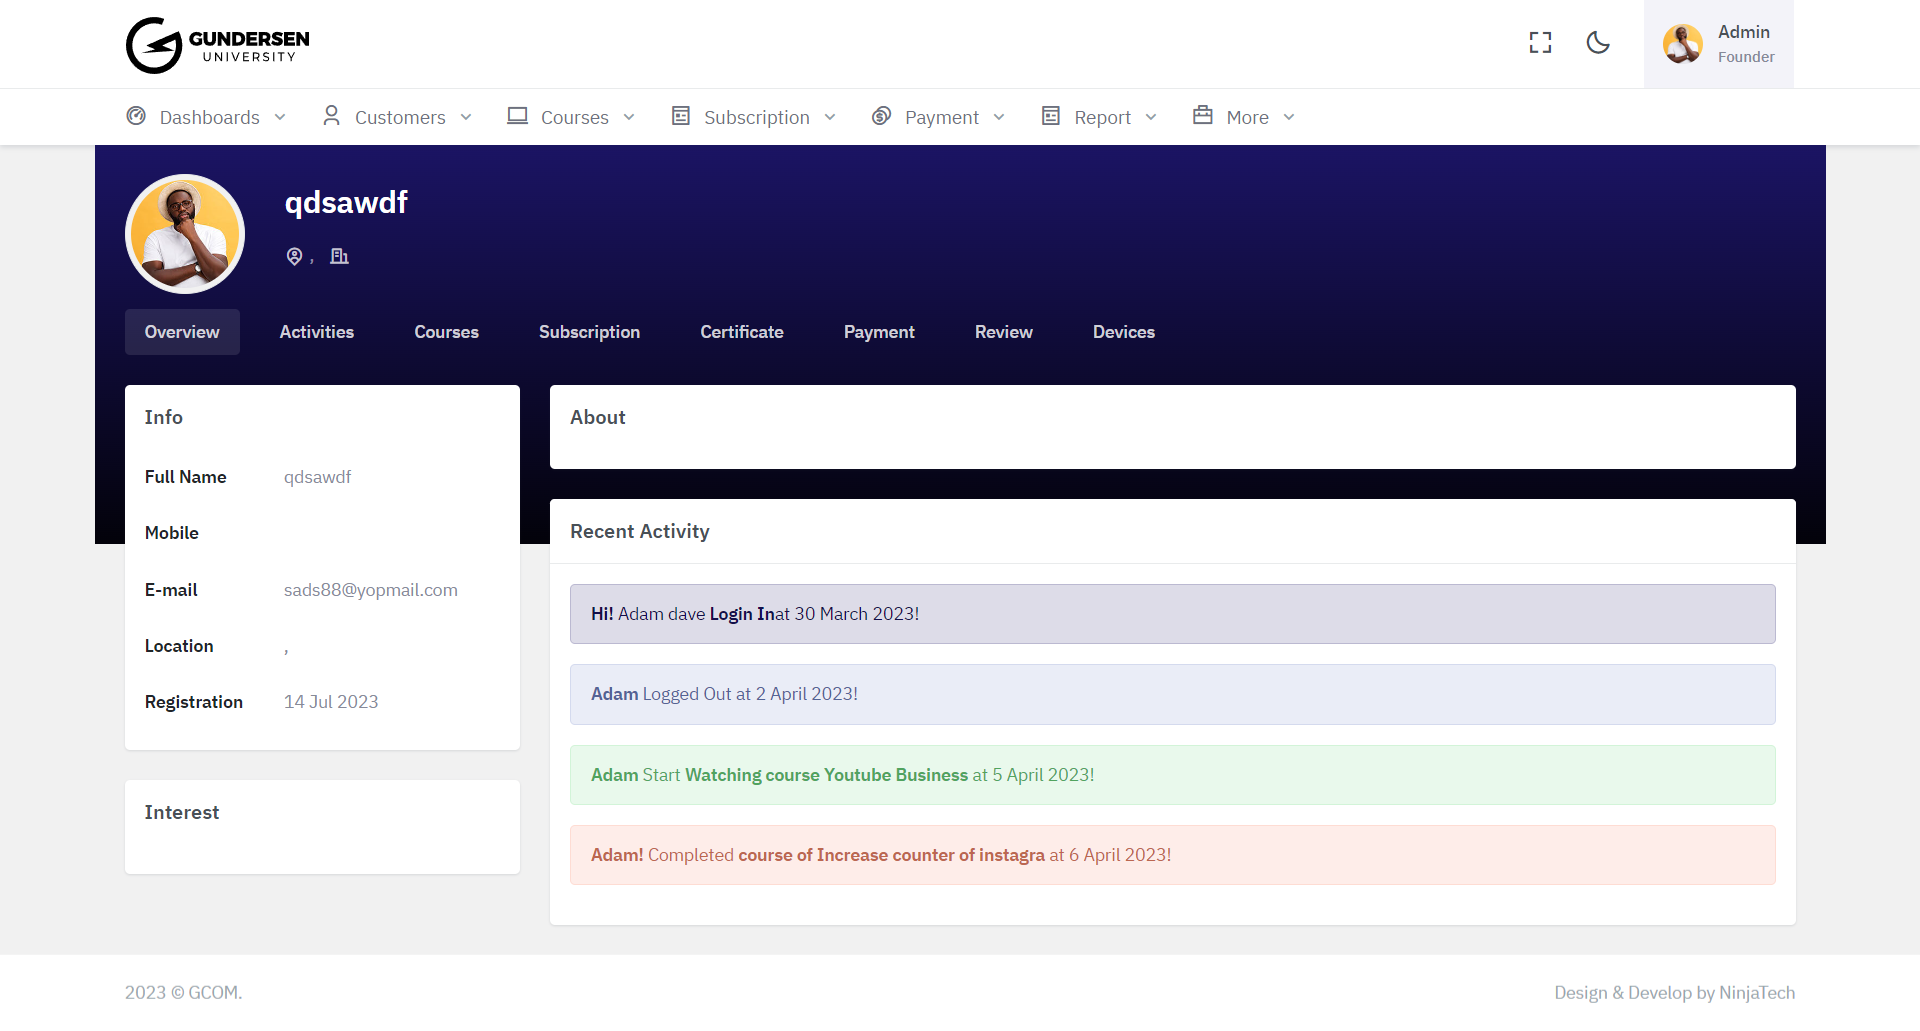 GUNDERSEN
UNIVERSITY
Admin
Founder
Dashboards Customers Courses Subscription Payment Report More
qdsawdf
,
Overview Activities Courses Subscription Certificate Payment Review Devices
Info
Full Name qdsawdf
Mobile
E-mail sads88@yopmail.com
Location ,
Registration 14 Jul 2023
Interest
About
Recent Activity
Hi! Adam dave Login Inat 30 March 2023!
Adam Logged Out at 2 April 2023!
Adam Start Watching course Youtube Business at 5 April 2023!
Adam! Completed course of Increase counter of instagra at 6 April 2023!
2023 © GCOM.
Design & Develop by NinjaTech